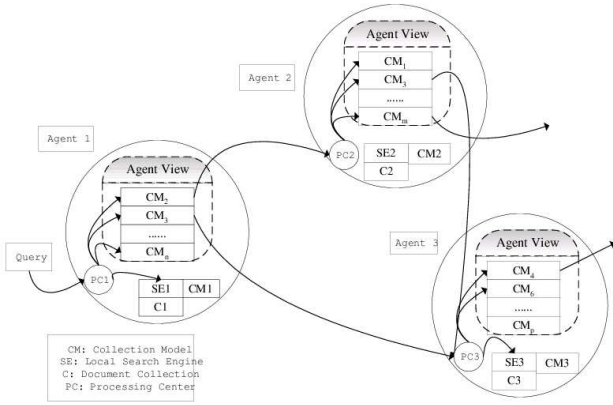 Agent View
CM1
CM3
......
CMm
Agent 2
PC2
SE2 CM2
C2
Agent 1
Agent View
CM2
CM3
......
CMn
Query
PC1
SE1 CM1
C1
Agent 3
Agent View
CM4
CM6
......
CMp
PC3
SE3 CM3
C3
CM: Collection Model
SE: Local Search Engine
C: Document Collection
PC: Processing Center